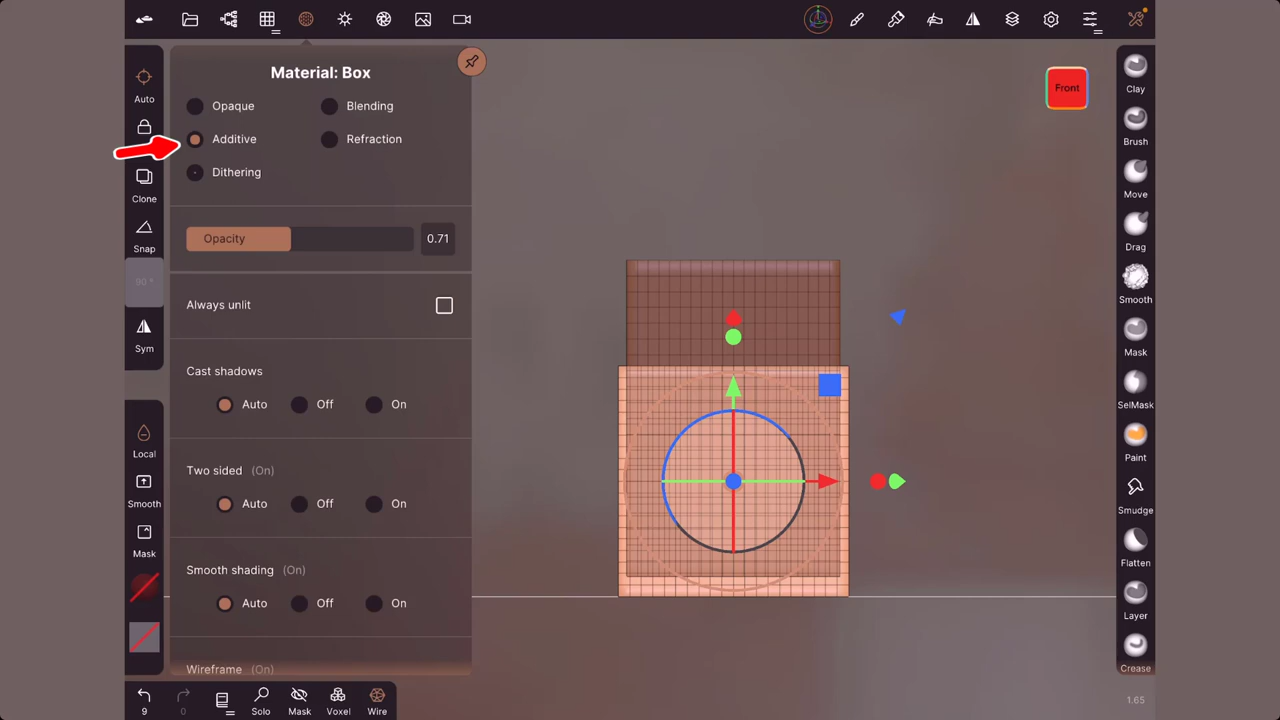 Material: Box
Opaque
Blending
Additive
Refraction
Dithering
Opacity
0.71
Always unlit
Cast shadows
Auto
Off
On
Two sided (On)
Auto
Off
On
Smooth shading (On)
Auto
Off
On
Wireframe (On)
Auto
Clone
Snap
90 °
Sym
Local
Smooth
Mask
9
0
Solo
Mask
Voxel
Wire
Front
Clay
Brush
Move
Drag
Smooth
Mask
SelMask
Paint
Smudge
Flatten
Layer
Crease
1.65